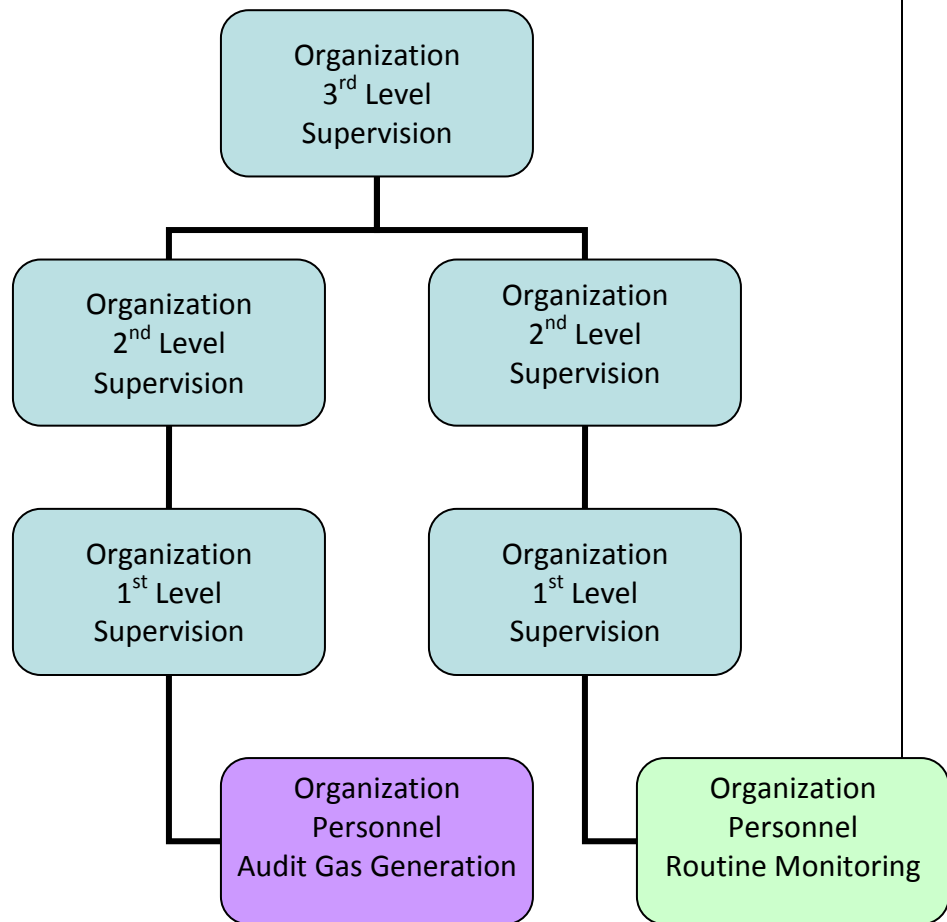 Organization
3rd Level
Supervision
Organization
2nd Level
Supervision
Organization
2nd Level
Supervision
Organization
1st Level
Supervision
Organization
1st Level
Supervision
Organization
Personnel
Audit Gas Generation
Organization
Personnel
Routine Monitoring